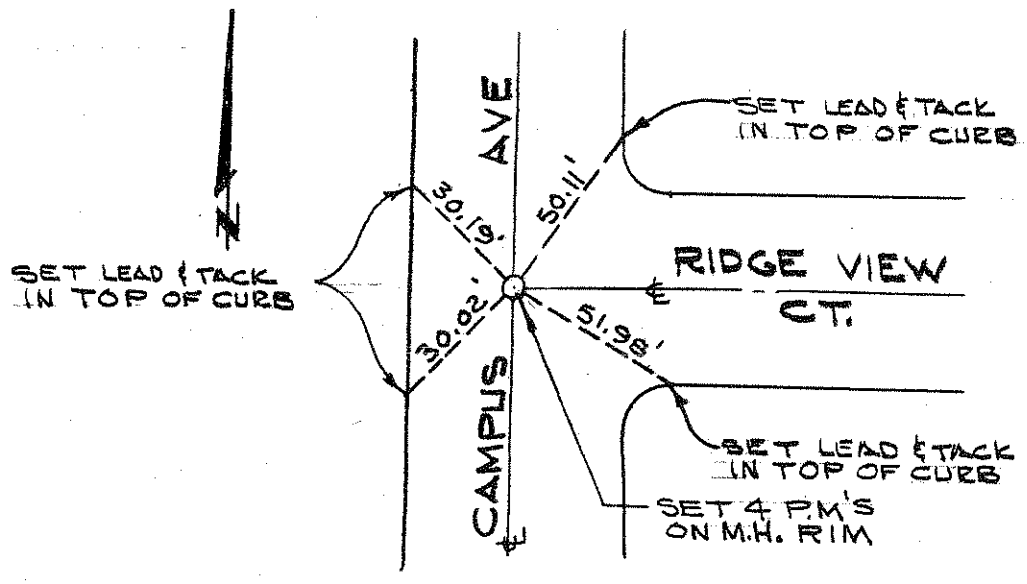 SET LEAD & TACK
IN TOP OF CURB
AVE
30.19'
50.11'
RIDGE VIEW
CT.
℄
SET LEAD & TACK
IN TOP OF CURB
30.02'
51.98'
CAMPUS
℄
SET LEAD & TACK
IN TOP OF CURB
SET 4 P.M'S
ON M.H. RIM
N